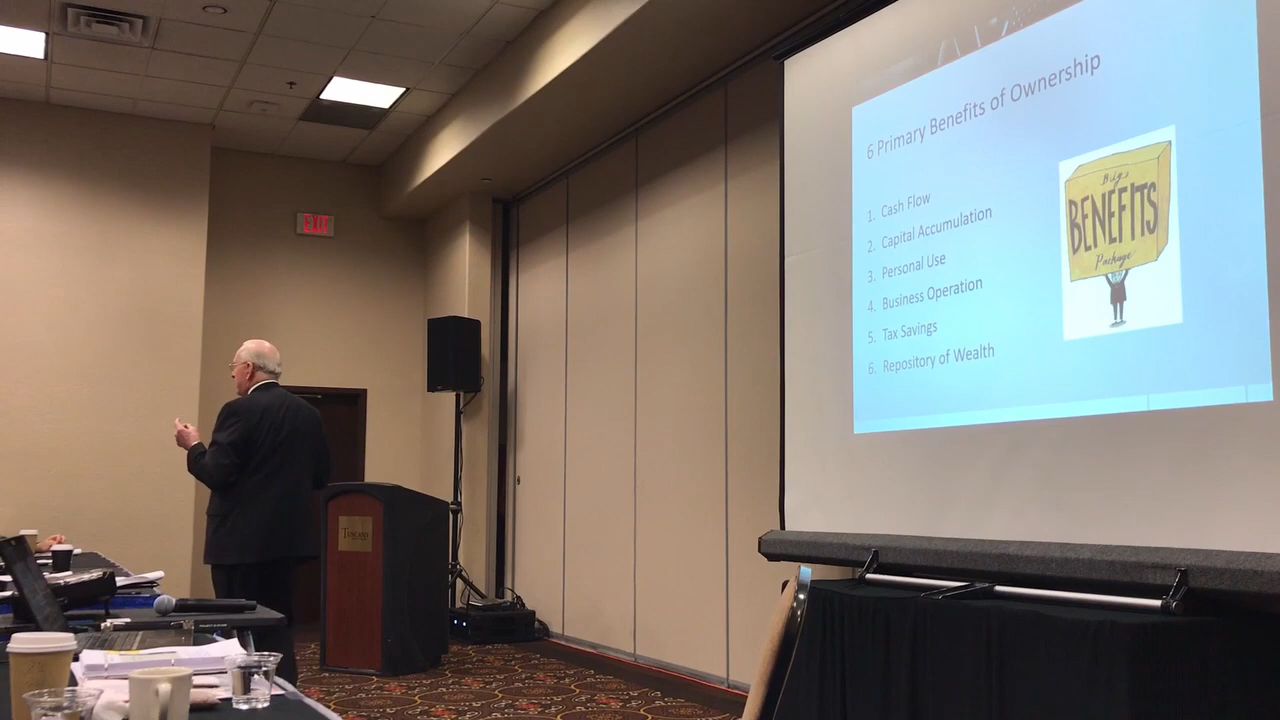 EXIT
6 Primary Benefits of Ownership
1. Cash Flow
2. Capital Accumulation
3. Personal Use
4. Business Operation
5. Tax Savings
6. Repository of Wealth
Big
BENEFITS
Package